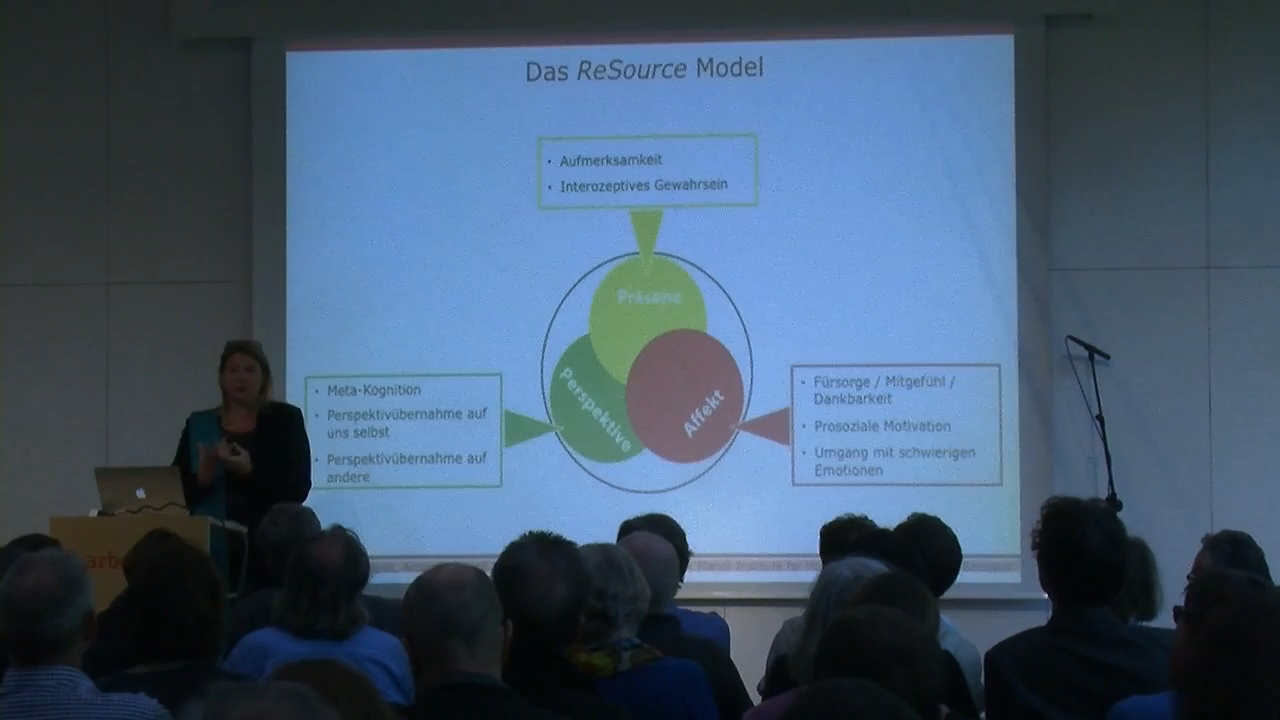 Das ReSource Model
• Aufmerksamkeit
• Interozeptives Gewahrsein
Präsenz
Perspektive
Affekt
• Meta-Kognition
• Perspektivübernahme auf
uns selbst
• Perspektivübernahme auf
andere
• Fürsorge / Mitgefühl /
Dankbarkeit
• Prosoziale Motivation
• Umgang mit schwierigen
Emotionen
arbe